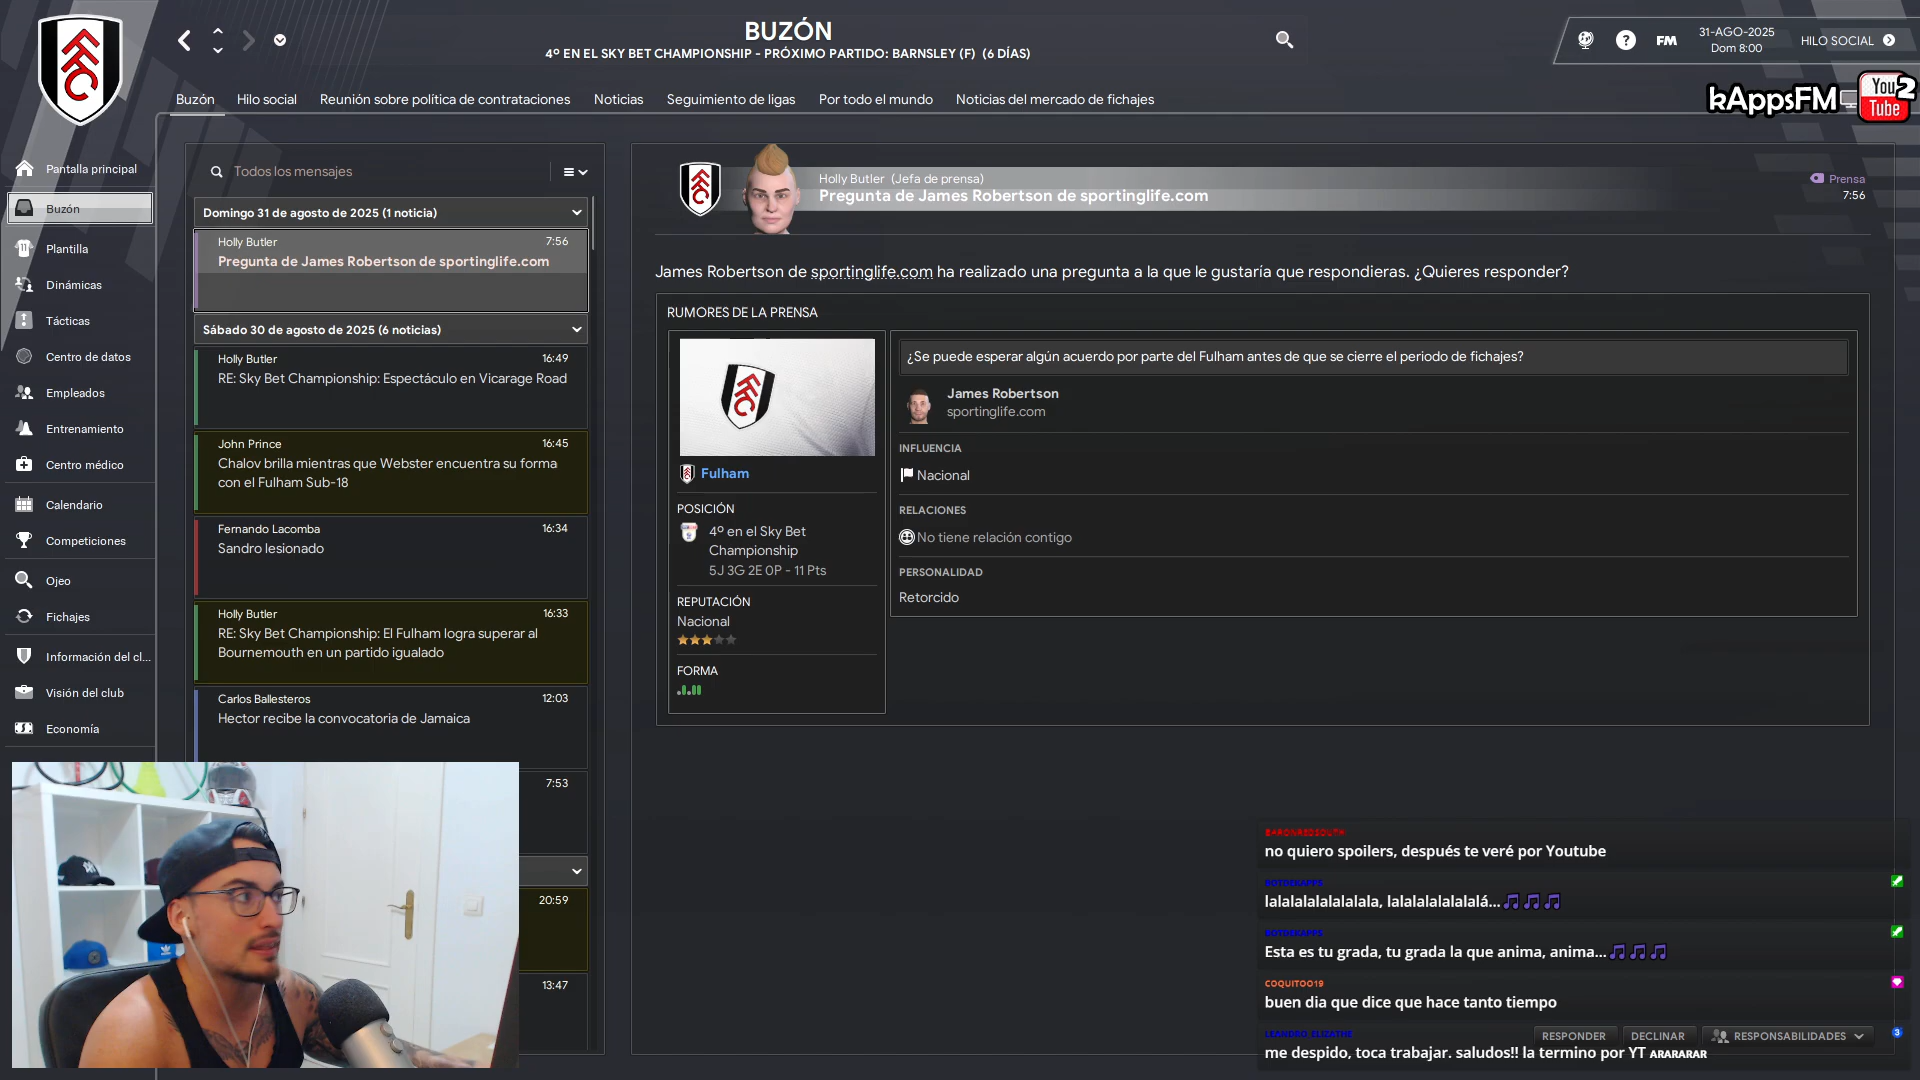 BUZÓN
4º EN EL SKY BET CHAMPIONSHIP - PRÓXIMO PARTIDO: BARNSLEY (F) (6 DÍAS)
FM
31-AGO-2025
Dom 8:00
HILO SOCIAL
Buzón
Hilo social
Reunión sobre política de contrataciones
Noticias
Seguimiento de ligas
Por todo el mundo
Noticias del mercado de fichajes
kAppsFM
You2
Tube
Pantalla principal
Buzón
Plantilla
Dinámicas
Tácticas
Centro de datos
Empleados
Entrenamiento
Centro médico
Calendario
Competiciones
Ojeo
Fichajes
Información del cl...
Visión del club
Economía
Todos los mensajes
Domingo 31 de agosto de 2025 (1 noticia)
Holly Butler 7:56
Pregunta de James Robertson de sportinglife.com
Sábado 30 de agosto de 2025 (6 noticias)
Holly Butler 16:49
RE: Sky Bet Championship: Espectáculo en Vicarage Road
John Prince 16:45
Chalov brilla mientras que Webster encuentra su forma
con el Fulham Sub-18
Fernando Lacomba 16:34
Sandro lesionado
Holly Butler 16:33
RE: Sky Bet Championship: El Fulham logra superar al
Bournemouth en un partido igualado
Carlos Ballesteros 12:03
Hector recibe la convocatoria de Jamaica
7:53
20:59
13:47
Holly Butler (Jefa de prensa)
Pregunta de James Robertson de sportinglife.com
Prensa
7:56
James Robertson de sportinglife.com ha realizado una pregunta a la que le gustaría que respondieras. ¿Quieres responder?
RUMORES DE LA PRENSA
Fulham
POSICIÓN
4º en el Sky Bet
Championship
5J 3G 2E 0P - 11 Pts
REPUTACIÓN
Nacional
FORMA
¿Se puede esperar algún acuerdo por parte del Fulham antes de que se cierre el periodo de fichajes?
James Robertson
sportinglife.com
INFLUENCIA
Nacional
RELACIONES
No tiene relación contigo
PERSONALIDAD
Retorcido
B4RONREDSOUTH
no quiero spoilers, después te veré por Youtube
BOTDEKAPPS
lalalalalalalalala, lalalalalalalalá...
BOTDEKAPPS
Esta es tu grada, tu grada la que anima, anima...
COQUITOO19
buen dia que dice que hace tanto tiempo
LEANDRO_ELIZATHE
RESPONDER
DECLINAR
RESPONSABILIDADES
3
me despido, toca trabajar. saludos!! la termino por YT ARARARAR